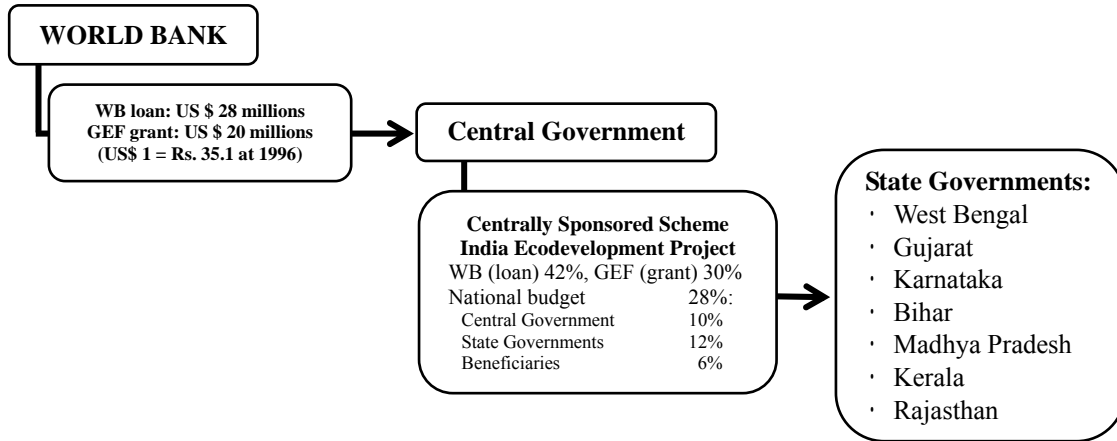 WORLD BANK
WB loan: US $ 28 millions
GEF grant: US $ 20 millions
(US$ 1 = Rs. 35.1 at 1996)
Central Government
Centrally Sponsored Scheme
India Ecodevelopment Project
WB (loan) 42%, GEF (grant) 30%
National budget 28%:
Central Government 10%
State Governments 12%
Beneficiaries 6%
State Governments:
· West Bengal
· Gujarat
· Karnataka
· Bihar
· Madhya Pradesh
· Kerala
· Rajasthan